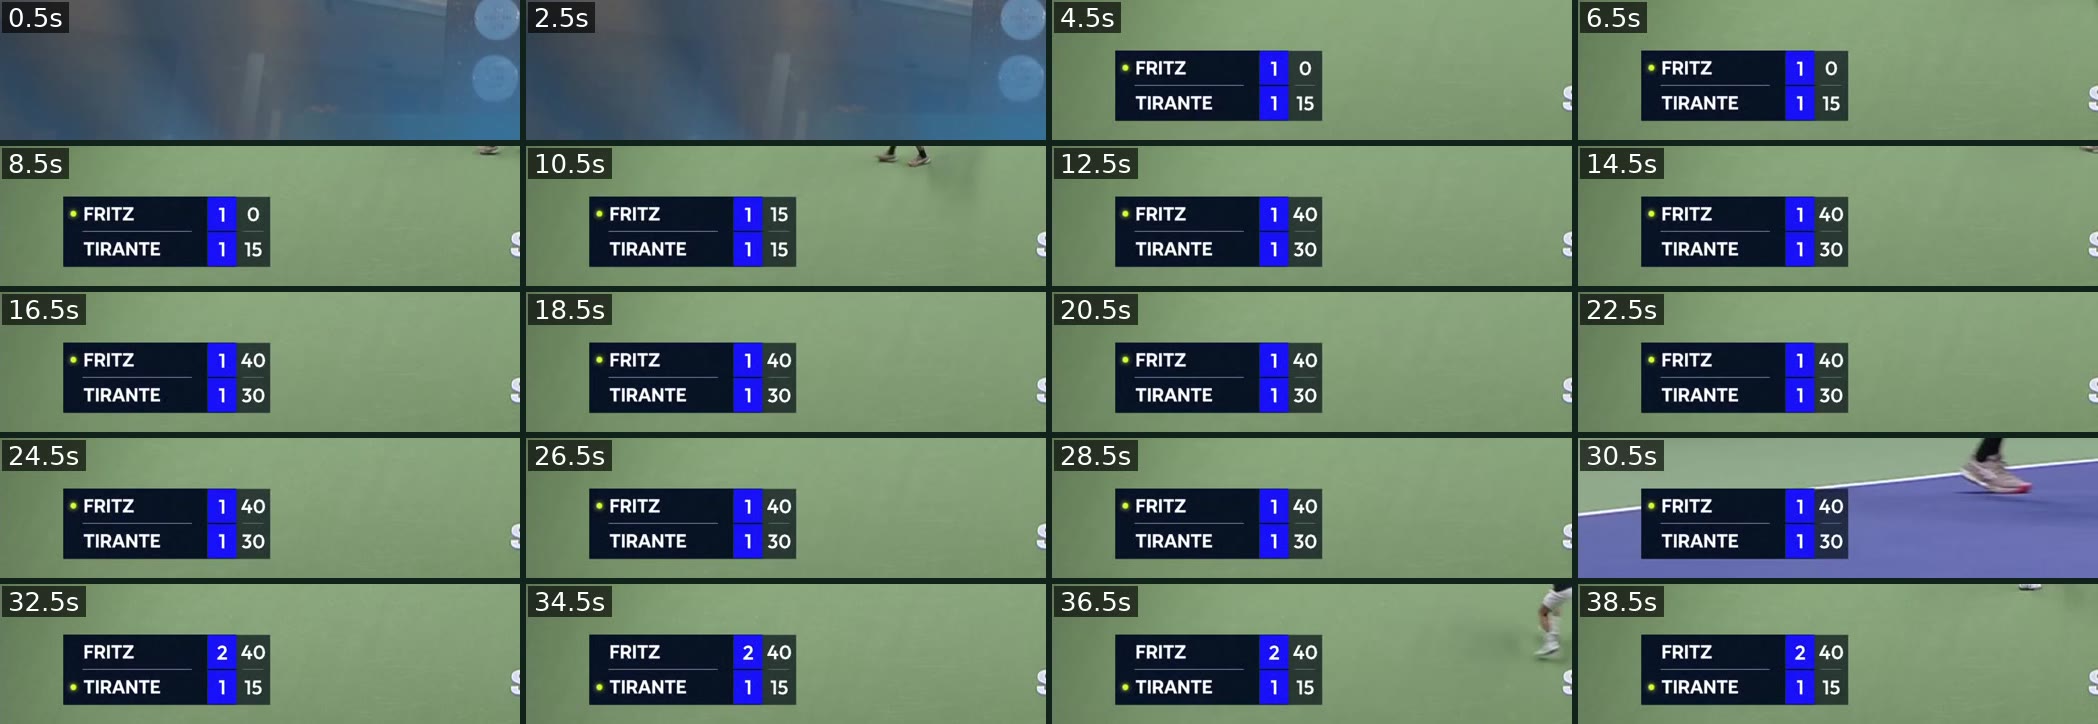 0.5s
2.5s
4.5s
FRITZ 1 0
TIRANTE 1 15
S
6.5s
FRITZ 1 0
TIRANTE 1 15
S
8.5s
FRITZ 1 0
TIRANTE 1 15
S
10.5s
FRITZ 1 15
TIRANTE 1 15
S
12.5s
FRITZ 1 40
TIRANTE 1 30
S
14.5s
FRITZ 1 40
TIRANTE 1 30
S
16.5s
FRITZ 1 40
TIRANTE 1 30
S
18.5s
FRITZ 1 40
TIRANTE 1 30
S
20.5s
FRITZ 1 40
TIRANTE 1 30
S
22.5s
FRITZ 1 40
TIRANTE 1 30
S
24.5s
FRITZ 1 40
TIRANTE 1 30
S
26.5s
FRITZ 1 40
TIRANTE 1 30
S
28.5s
FRITZ 1 40
TIRANTE 1 30
S
30.5s
FRITZ 1 40
TIRANTE 1 30
32.5s
FRITZ 2 40
TIRANTE 1 15
S
34.5s
FRITZ 2 40
TIRANTE 1 15
S
36.5s
FRITZ 2 40
TIRANTE 1 15
S
38.5s
FRITZ 2 40
TIRANTE 1 15
S